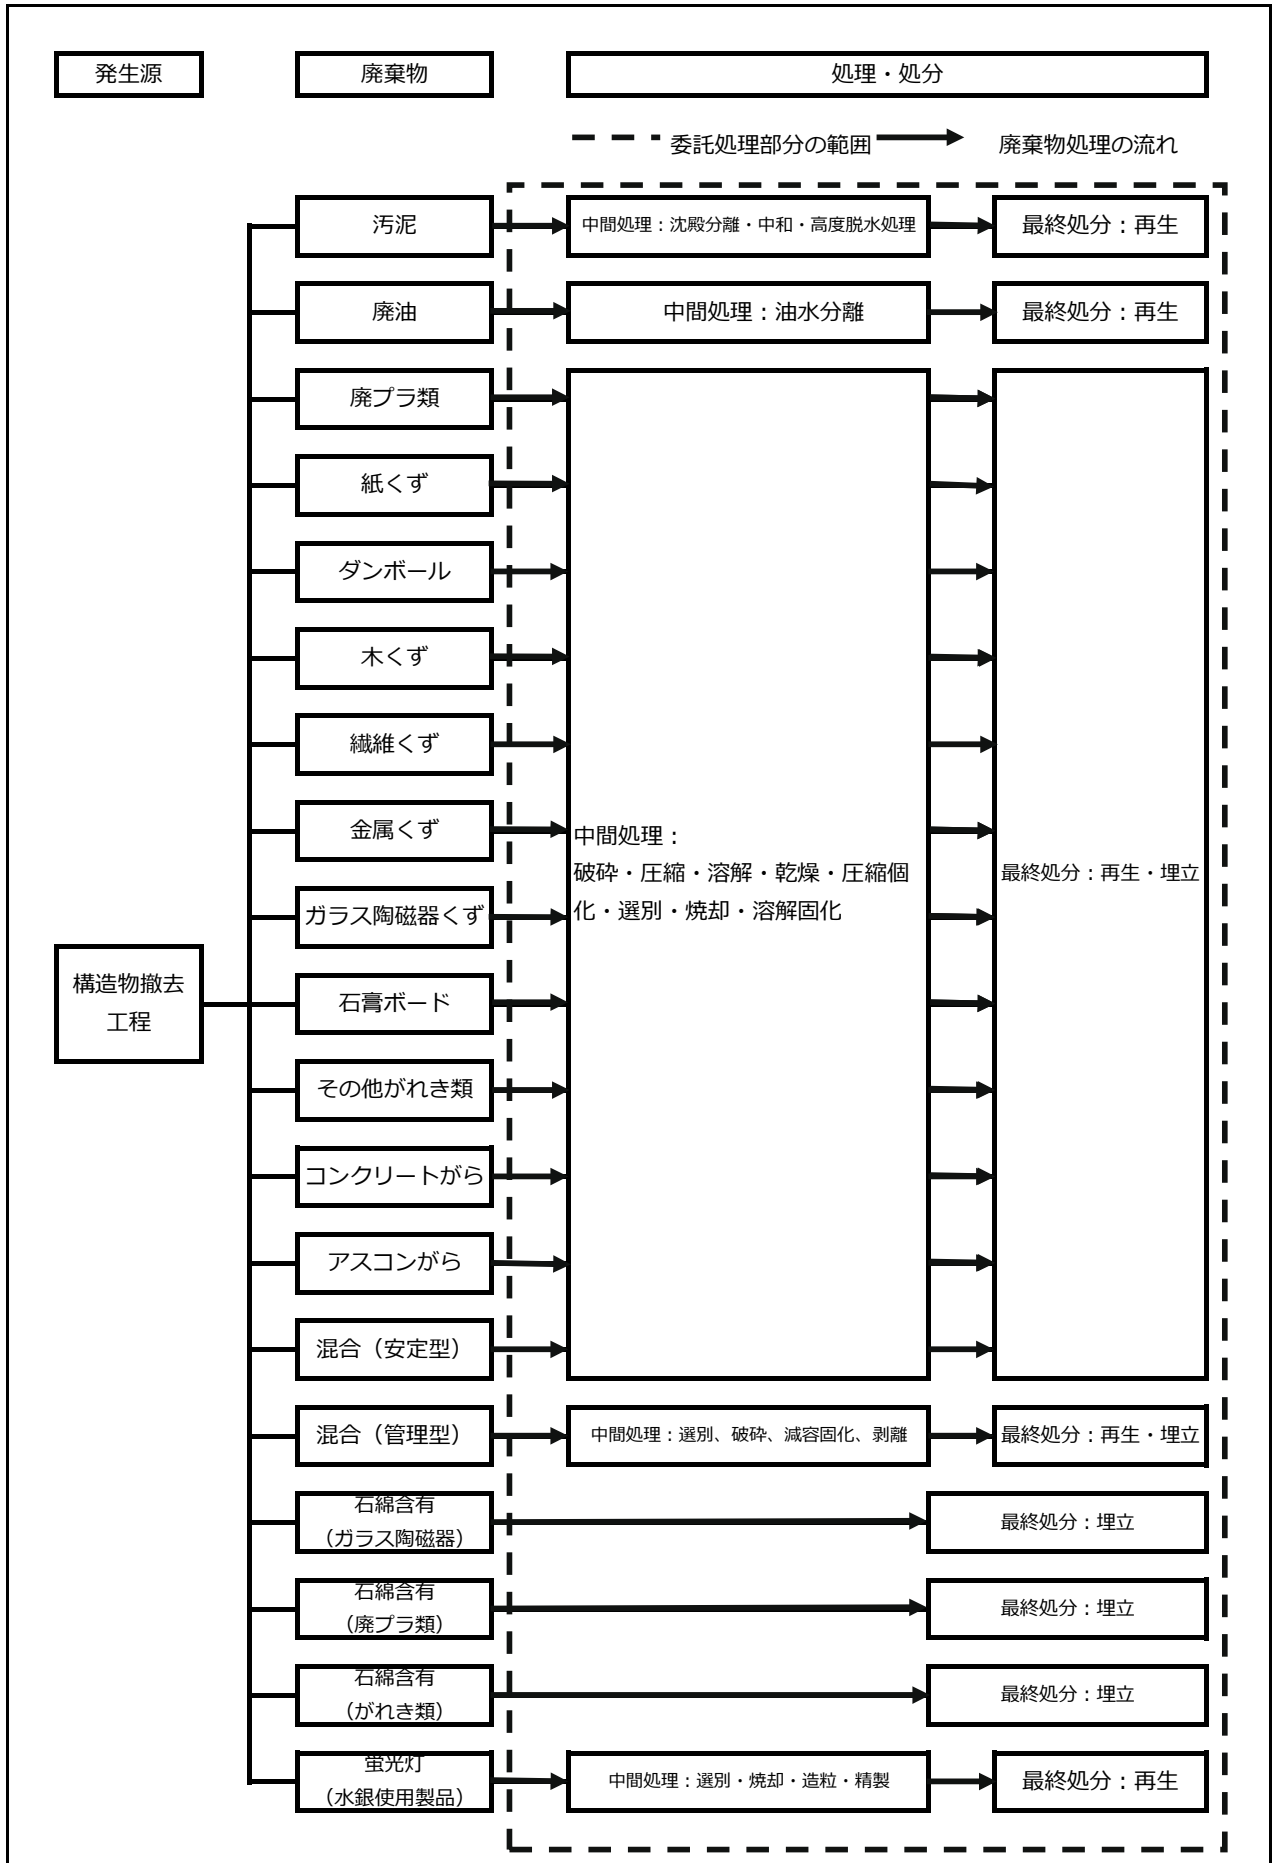 発生源
廃棄物
処理・処分
委託処理部分の範囲
廃棄物処理の流れ
汚泥
中間処理：沈殿分離・中和・高度脱水処理
最終処分：再生
廃油
中間処理：油水分離
最終処分：再生
廃プラ類
紙くず
ダンボール
木くず
繊維くず
金属くず
ガラス陶磁器くず
石膏ボード
その他がれき類
コンクリートがら
アスコンがら
混合（安定型）
中間処理：
破砕・圧縮・溶解・乾燥・圧縮個
化・選別・焼却・溶解固化
最終処分：再生・埋立
構造物撤去
工程
混合（管理型）
中間処理：選別、破砕、減容固化、剥離
最終処分：再生・埋立
石綿含有
（ガラス陶磁器）
最終処分：埋立
石綿含有
（廃プラ類）
最終処分：埋立
石綿含有
（がれき類）
最終処分：埋立
蛍光灯
（水銀使用製品）
中間処理：選別・焼却・造粒・精製
最終処分：再生